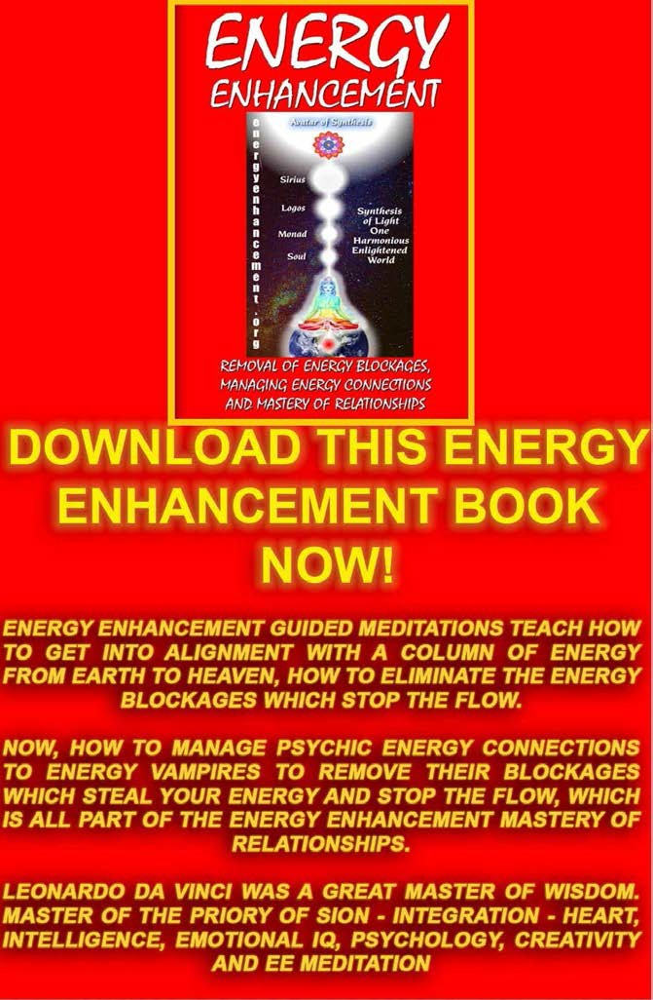 ENERGY
ENHANCEMENT
energyenhancement.org
Avatar of Synthesis
Sirius
Logos
Monad
Soul
Synthesis
of Light
One
Harmonious
Enlightened
World
REMOVAL OF ENERGY BLOCKAGES,
MANAGING ENERGY CONNECTIONS
AND MASTERY OF RELATIONSHIPS
DOWNLOAD THIS ENERGY
ENHANCEMENT BOOK
NOW!
ENERGY ENHANCEMENT GUIDED MEDITATIONS TEACH HOW
TO GET INTO ALIGNMENT WITH A COLUMN OF ENERGY
FROM EARTH TO HEAVEN, HOW TO ELIMINATE THE ENERGY
BLOCKAGES WHICH STOP THE FLOW.
NOW, HOW TO MANAGE PSYCHIC ENERGY CONNECTIONS
TO ENERGY VAMPIRES TO REMOVE THEIR BLOCKAGES
WHICH STEAL YOUR ENERGY AND STOP THE FLOW, WHICH
IS ALL PART OF THE ENERGY ENHANCEMENT MASTERY OF
RELATIONSHIPS.
LEONARDO DA VINCI WAS A GREAT MASTER OF WISDOM.
MASTER OF THE PRIORY OF SION - INTEGRATION - HEART,
INTELLIGENCE, EMOTIONAL IQ, PSYCHOLOGY, CREATIVITY
AND EE MEDITATION